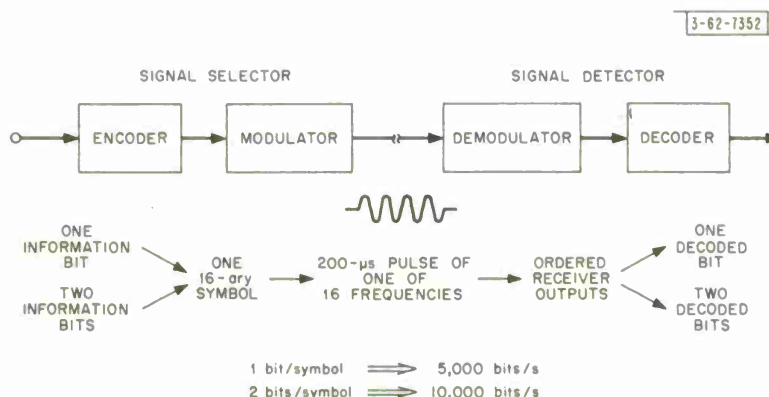 3-62-7352
SIGNAL SELECTOR
SIGNAL DETECTOR
ENCODER
MODULATOR
DEMODULATOR
DECODER
ONE
INFORMATION
BIT
TWO
INFORMATION
BITS
ONE
16-ary
SYMBOL
200-μs PULSE OF
ONE OF
16 FREQUENCIES
ORDERED
RECEIVER
OUTPUTS
ONE
DECODED
BIT
TWO
DECODED
BITS
1 bit/symbol ⟹ 5,000 bits/s
2 bits/symbol ⟹ 10,000 bits/s